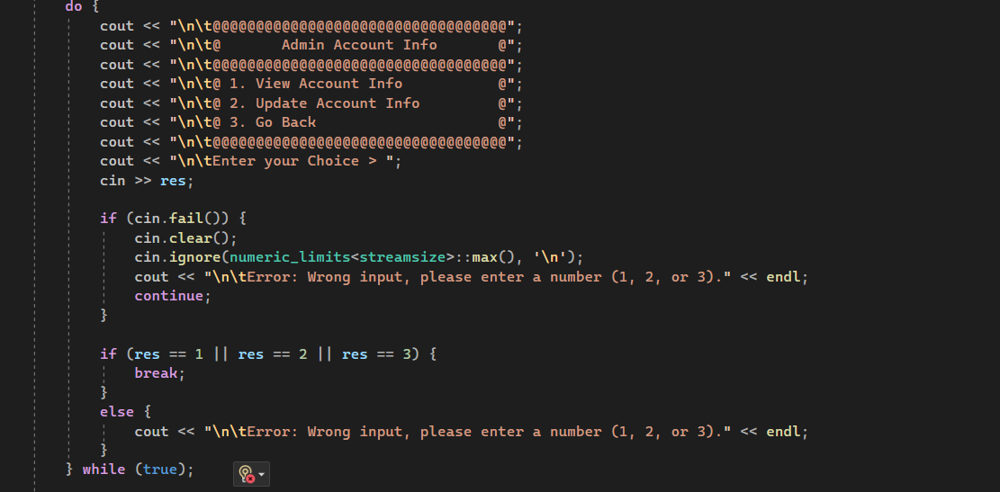 do {
cout << "\n\t@@@@@@@@@@@@@@@@@@@@@@@@@@@@@@@@@@";
cout << "\n\t@       Admin Account Info       @";
cout << "\n\t@@@@@@@@@@@@@@@@@@@@@@@@@@@@@@@@@@";
cout << "\n\t@ 1. View Account Info           @";
cout << "\n\t@ 2. Update Account Info         @";
cout << "\n\t@ 3. Go Back                     @";
cout << "\n\t@@@@@@@@@@@@@@@@@@@@@@@@@@@@@@@@@@";
cout << "\n\tEnter your Choice > ";
cin >> res;
if (cin.fail()) {
cin.clear();
cin.ignore(numeric_limits<streamsize>::max(), '\n');
cout << "\n\tError: Wrong input, please enter a number (1, 2, or 3)." << endl;
continue;
}
if (res == 1 || res == 2 || res == 3) {
break;
}
else {
cout << "\n\tError: Wrong input, please enter a number (1, 2, or 3)." << endl;
}
} while (true);